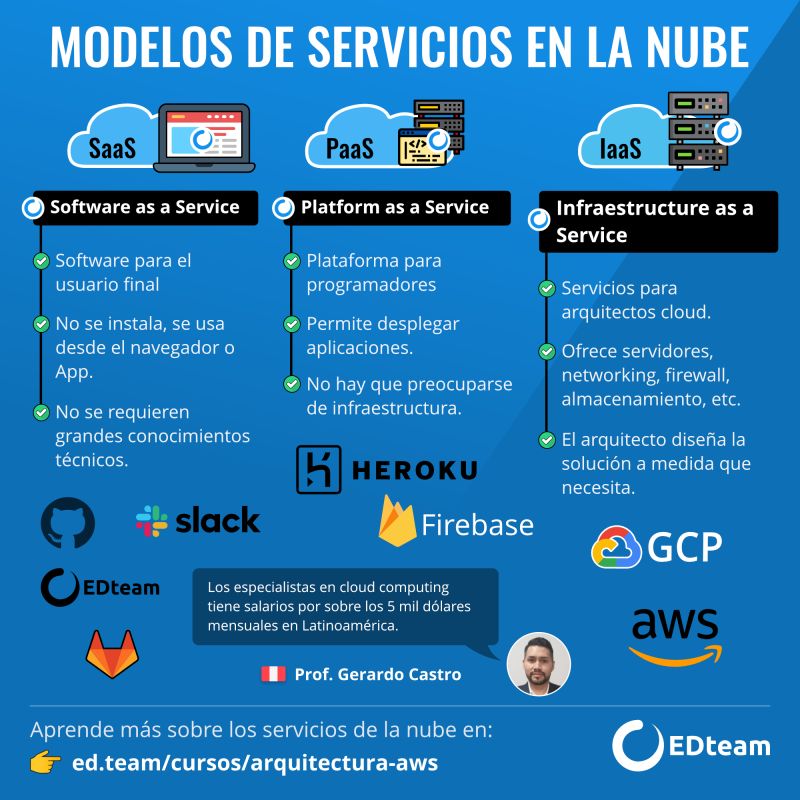 MODELOS DE SERVICIOS EN LA NUBE
SaaS
Software as a Service
Software para el
usuario final
No se instala, se usa
desde el navegador o
App.
No se requieren
grandes conocimientos
técnicos.
slack
EDteam
PaaS
</>
Platform as a Service
Plataforma para
programadores
Permite desplegar
aplicaciones.
No hay que preocuparse
de infraestructura.
HEROKU
Firebase
IaaS
Infraestructure as a
Service
Servicios para
arquitectos cloud.
Ofrece servidores,
networking, firewall,
almacenamiento, etc.
El arquitecto diseña la
solución a medida que
necesita.
GCP
aws
Los especialistas en cloud computing
tiene salarios por sobre los 5 mil dólares
mensuales en Latinoamérica.
Prof. Gerardo Castro
Aprende más sobre los servicios de la nube en:
ed.team/cursos/arquitectura-aws
EDteam